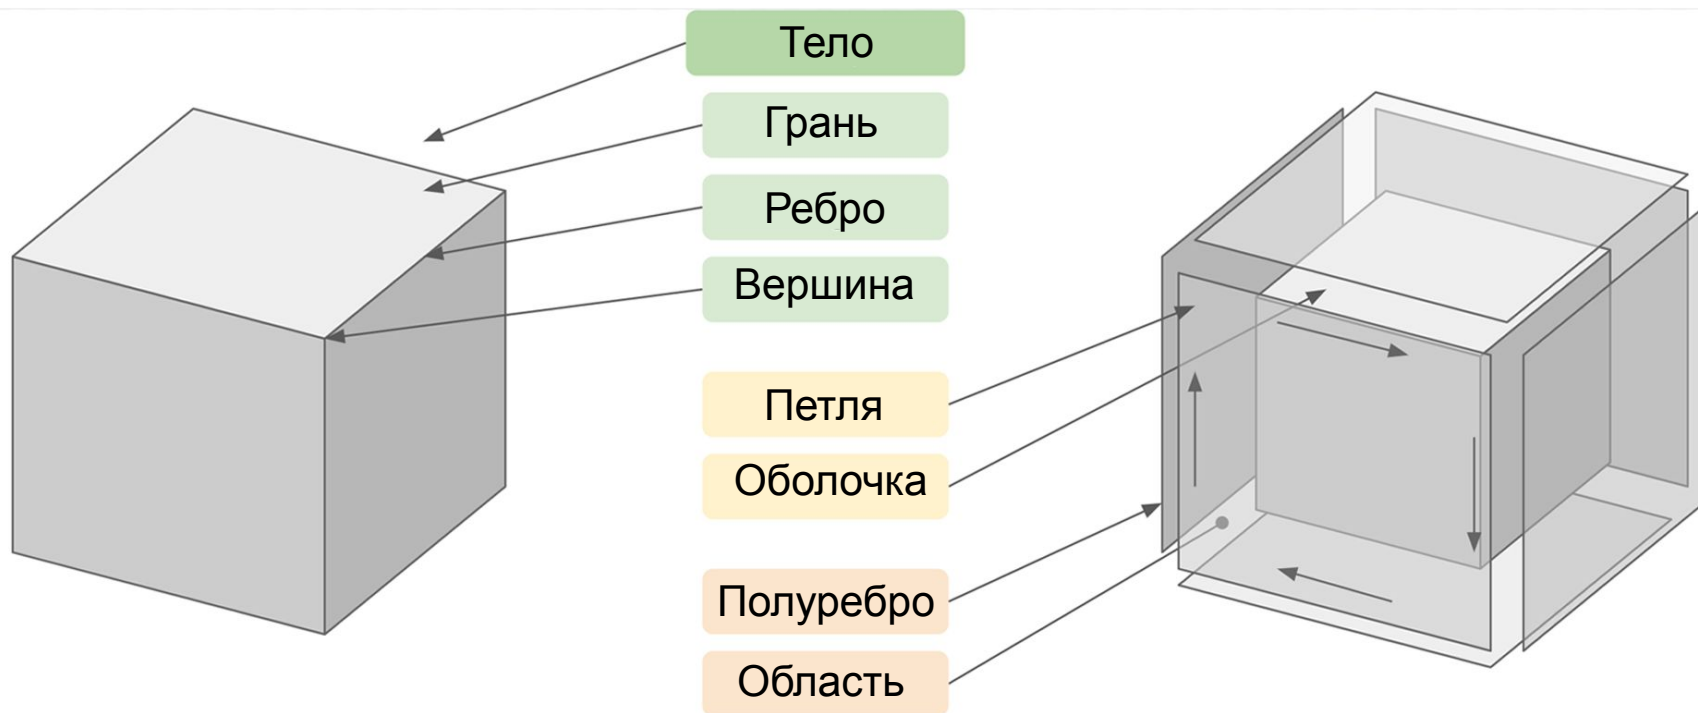 Тело
Грань
Ребро
Вершина
Петля
Оболочка
Полуребро
Область